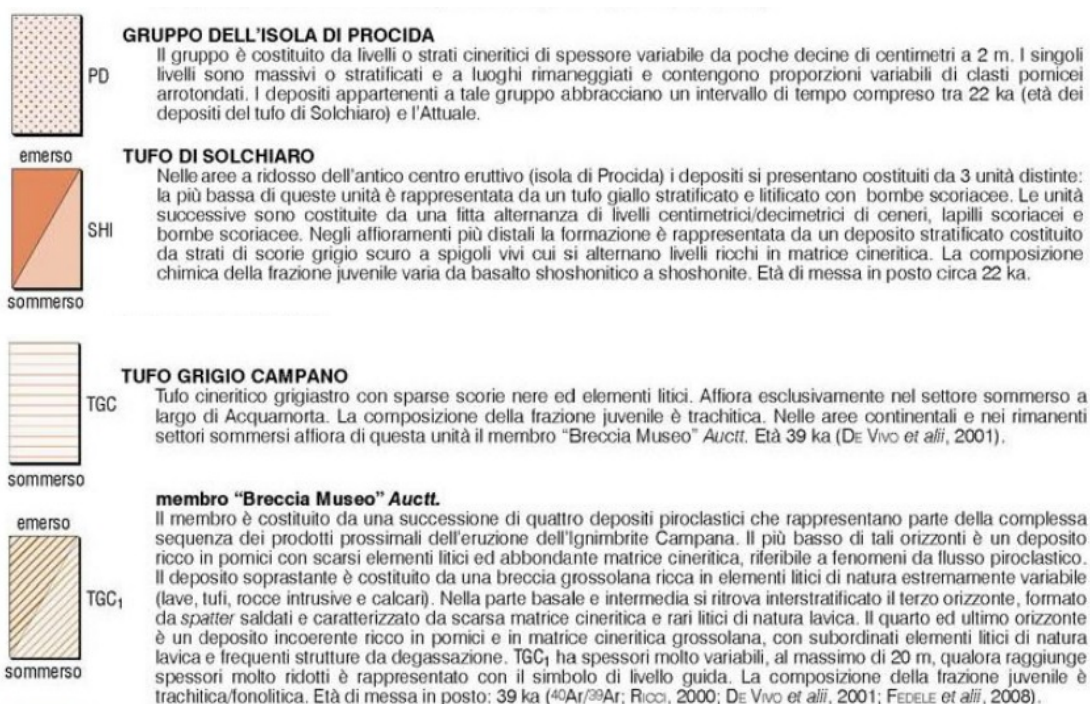 GRUPPO DELL'ISOLA DI PROCIDA
Il gruppo è costituito da livelli o strati cineritici di spessore variabile da poche decine di centimetri a 2 m. I singoli
livelli sono massivi o stratificati e a luoghi rimaneggiati e contengono proporzioni variabili di clasti pomicei
PD
arrotondati. I depositi appartenenti a tale gruppo abbracciano un intervallo di tempo compreso tra 22 ka (età dei
depositi del tufo di Solchiaro) e l'Attuale.
emerso
TUFO DI SOLCHIARO
Nelle aree a ridosso dell'antico centro eruttivo (isola di Procida) i depositi si presentano costituiti da 3 unità distinte:
la più bassa di queste unità è rappresentata da un tufo giallo stratificato e litificato con bombe scoriacee. Le unità
successive sono costituite da una fitta alternanza di livelli centimetrici/decimetrici di ceneri, lapilli scoriacei e
SHI
bombe scoriacee. Negli affioramenti più distali la formazione è rappresentata da un deposito stratificato costituito
da strati di scorie grigio scuro a spigoli vivi cui si alternano livelli ricchi in matrice cineritica. La composizione
chimica della frazione juvenile varia da basalto shoshonitico a shoshonite. Età di messa in posto circa 22 ka.
sommerso
TUFO GRIGIO CAMPANO
Tufo cineritico grigiastro con sparse scorie nere ed elementi litici. Affiora esclusivamente nel settore sommerso a
TGC
largo di Acquamorta. La composizione della frazione juvenile è trachitica. Nelle aree continentali e nei rimanenti
settori sommersi affiora di questa unità il membro “Breccia Museo” Auctt. Età 39 ka (DE VIVO et alii, 2001).
sommerso
membro “Breccia Museo” Auctt.
emerso
Il membro è costituito da una successione di quattro depositi piroclastici che rappresentano parte della complessa
sequenza dei prodotti prossimali dell'eruzione dell'Ignimbrite Campana. Il più basso di tali orizzonti è un deposito
ricco in pomici con scarsi elementi litici ed abbondante matrice cineritica, riferibile a fenomeni da flusso piroclastico.
Il deposito soprastante è costituito da una breccia grossolana ricca in elementi litici di natura estremamente variabile
TGC₁
(lave, tufi, rocce intrusive e calcari). Nella parte basale e intermedia si ritrova interstratificato il terzo orizzonte, formato
da spatter saldati e caratterizzato da scarsa matrice cineritica e rari litici di natura lavica. Il quarto ed ultimo orizzonte
è un deposito incoerente ricco in pomici e in matrice cineritica grossolana, con subordinati elementi litici di natura
lavica e frequenti strutture da degassazione. TGC₁ ha spessori molto variabili, al massimo di 20 m, qualora raggiunge
sommerso
spessori molto ridotti è rappresentato con il simbolo di livello guida. La composizione della frazione juvenile è
trachitica/fonolitica. Età di messa in posto: 39 ka (⁴⁰Ar/³⁹Ar; RICCI, 2000; DE VIVO et alii, 2001; FEDELE et alii, 2008).